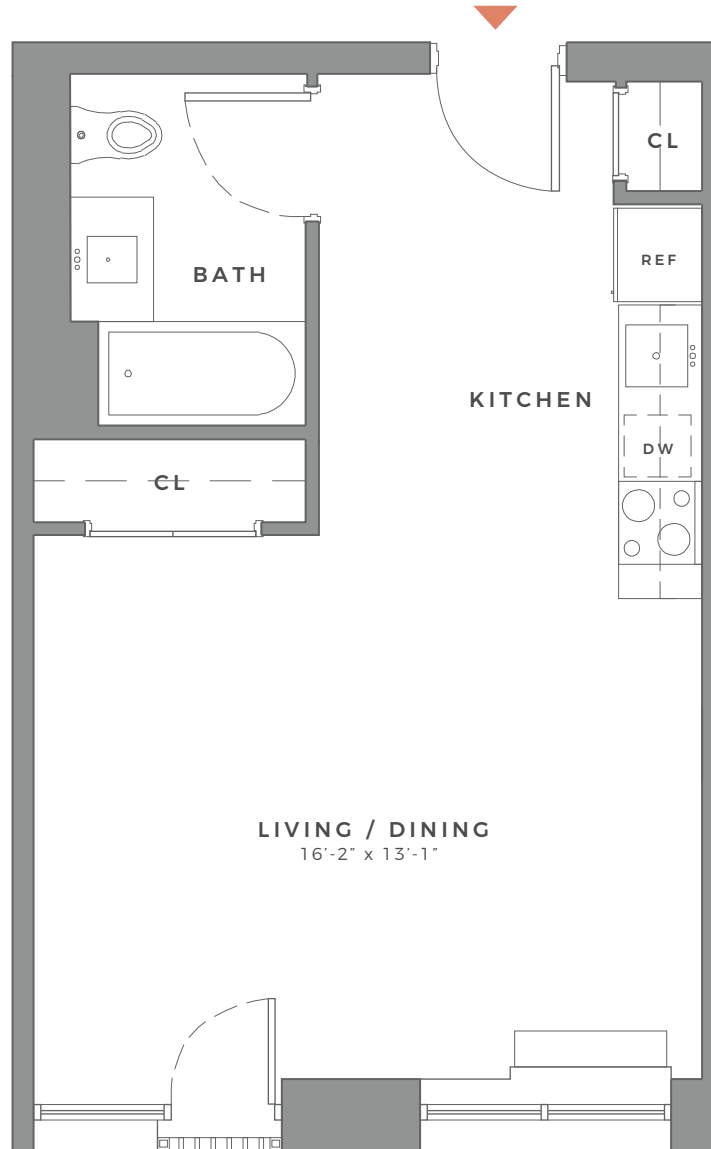 CL
REF
BATH
KITCHEN
DW
CL
LIVING / DINING
16'-2" x 13'-1"